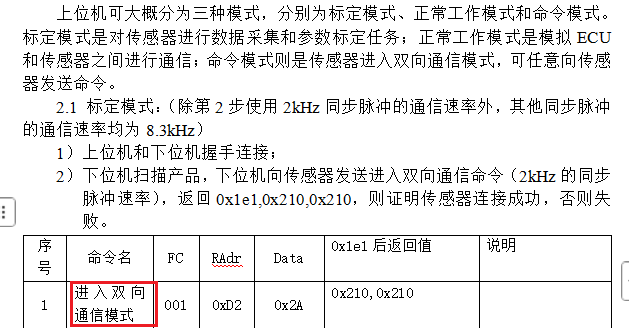 上位机可大概分为三种模式，分别为标定模式、正常工作模式和命令模式。
标定模式是对传感器进行数据采集和参数标定任务；正常工作模式是模拟 ECU
和传感器之间进行通信；命令模式则是传感器进入双向通信模式，可任意向传感
器发送命令。
2.1 标定模式：（除第 2 步使用 2kHz 同步脉冲的通信速率外，其他同步脉冲
的通信速率均为 8.3kHz）
1）上位机和下位机握手连接；
2）下位机扫描产品，下位机向传感器发送进入双向通信命令（2kHz 的同步
脉冲速率），返回 0x1e1,0x210,0x210，则证明传感器连接成功，否则失
败。
序号 命令名 FC RAdr Data 0x1e1 后返回值 说明
1 进入双向通信模式 001 0xD2 0x2A 0x210,0x210